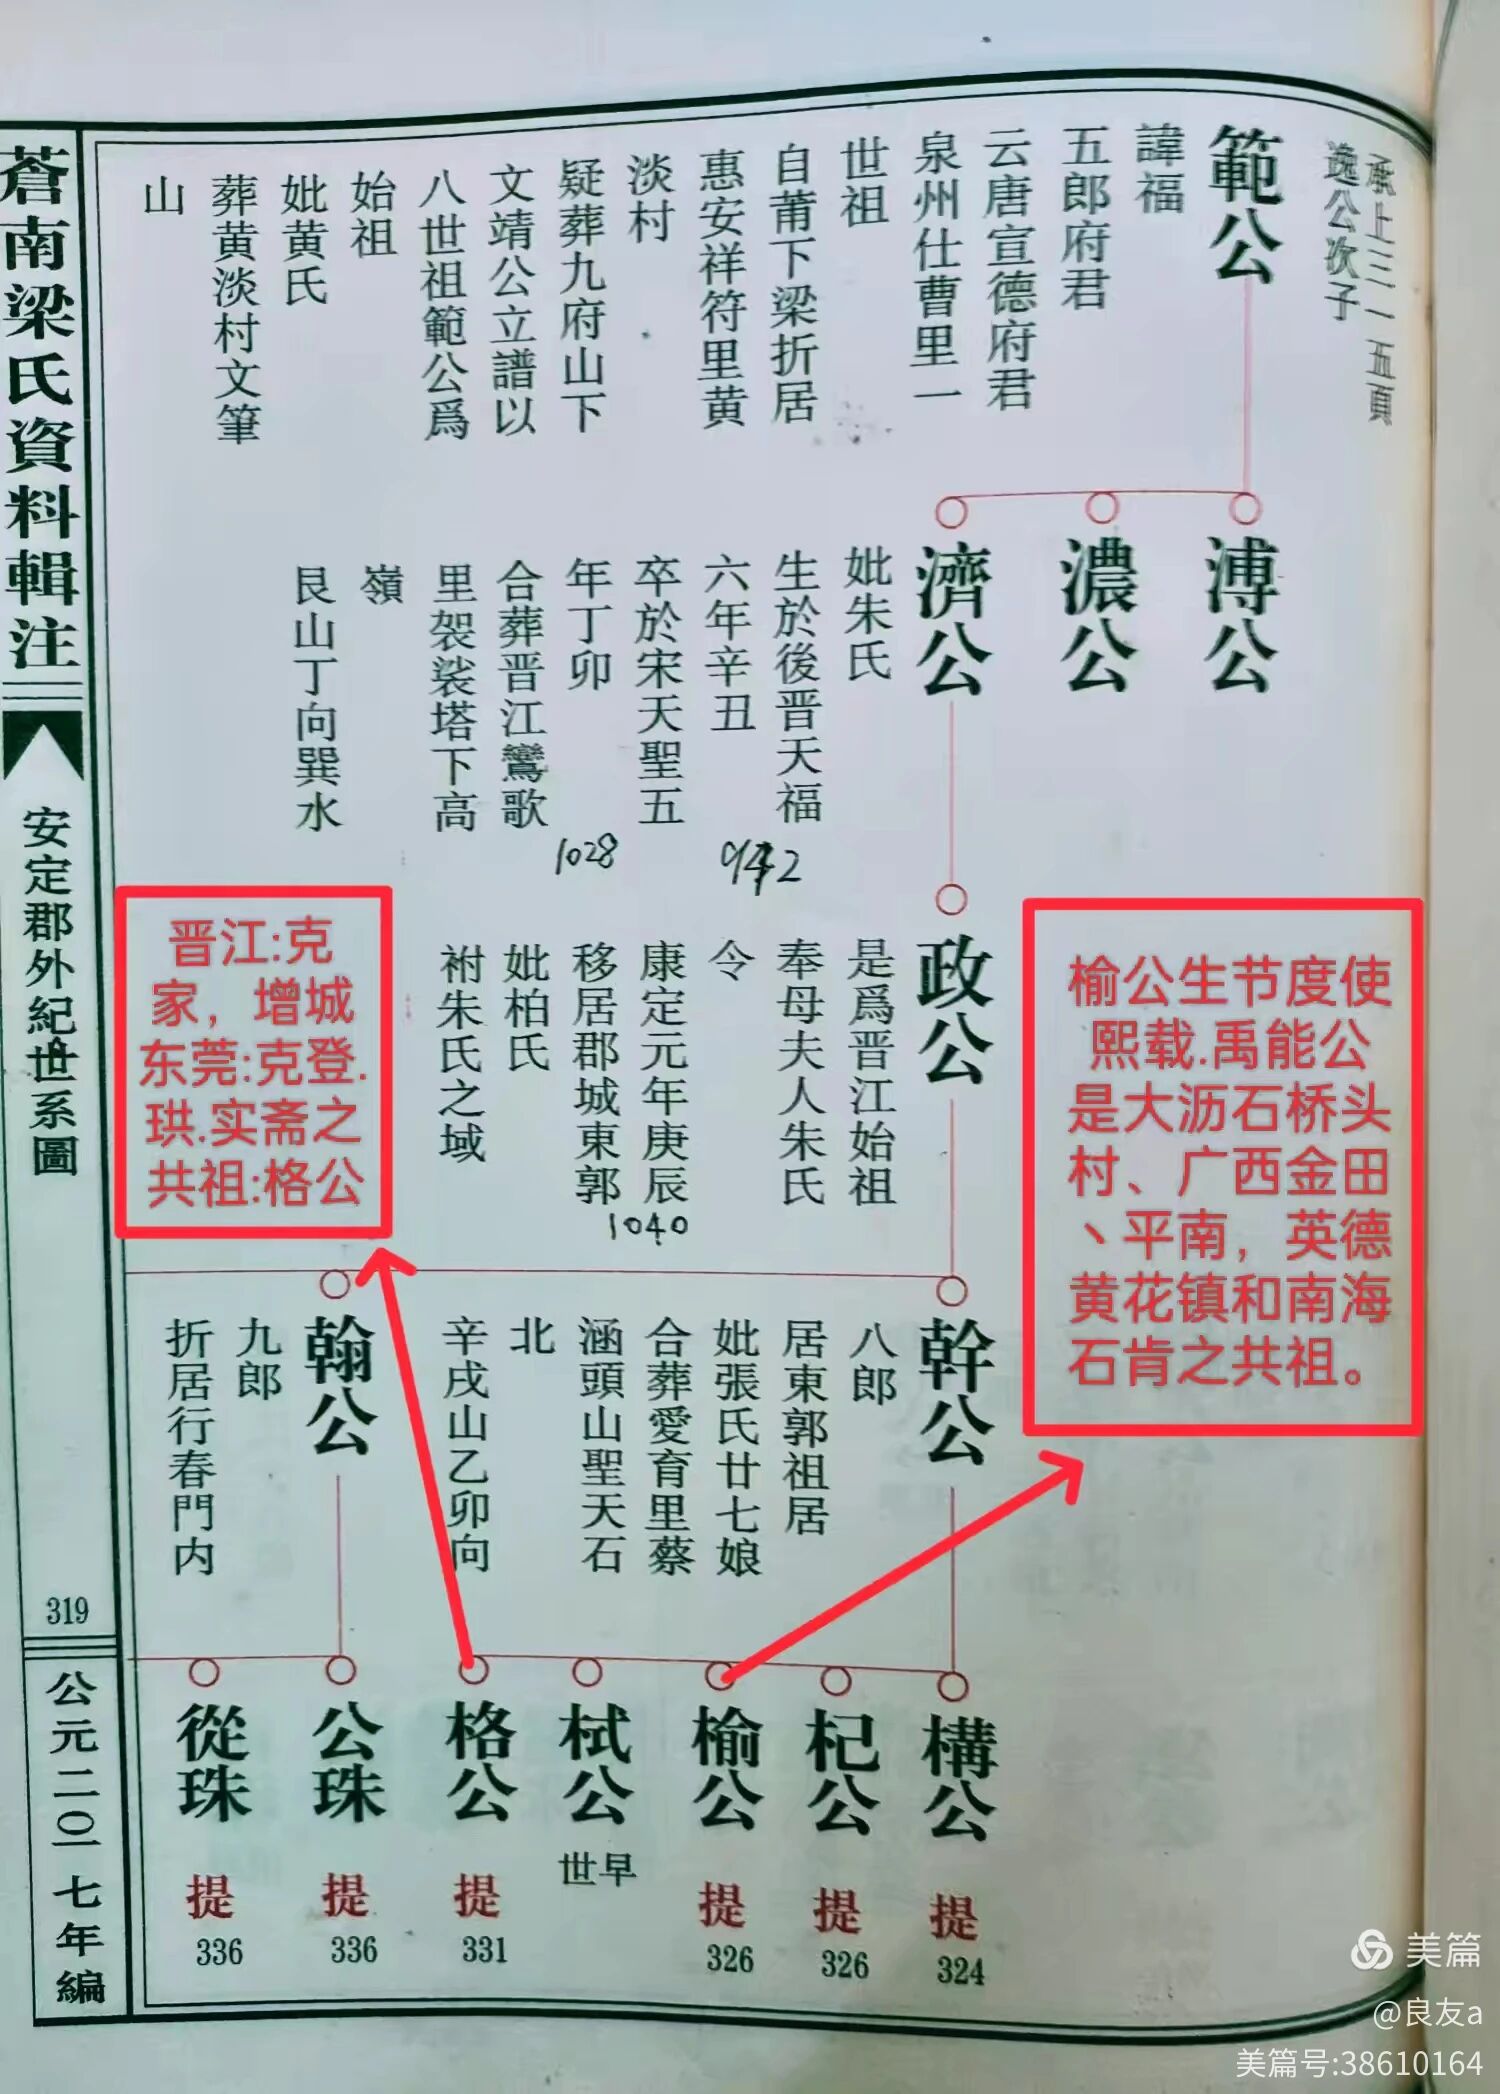 承上三一五頁
逸公次子
範公
諱福
五郎府君
云唐宣德府君
泉州仕曹里一
世祖
自莆下梁折居
惠安祥符里黄
淡村
疑葬九府山下
文靖公立譜以
八世祖範公爲
始祖
妣黄氏
葬黄淡村文筆
山
溥公
濃公
濟公
妣朱氏
生於後晋天福
六年辛丑
942
卒於宋天聖五
年丁卯
1028
合葬晋江鸞歌
里袈裟塔下高
嶺
艮山丁向巽水
政公
是爲晋江始祖
奉母夫人朱氏
令
康定元年庚辰
移居郡城東郭
1040
妣柏氏
祔朱氏之域
幹公
八郎
居東郭祖居
妣張氏廿七娘
合葬愛育里蔡
涵頭山聖天石
北
辛戌山乙卯向
翰公
九郎
折居行春門内
構公
提
324
杞公
提
326
榆公
提
326
栻公
早世
格公
提
331
公珠
提
336
從珠
提
336
榆公生节度使
熙载.禹能公
是大沥石桥头
村、广西金田
丶平南，英德
黄花镇和南海
石肯之共祖。
晋江:克
家，增城
东莞:克登.
珙.实斋之
共祖:格公
蒼南梁氏資料輯注
安定郡外紀世系圖
319
公元二〇一七年編
美篇
@良友a
美篇号:38610164